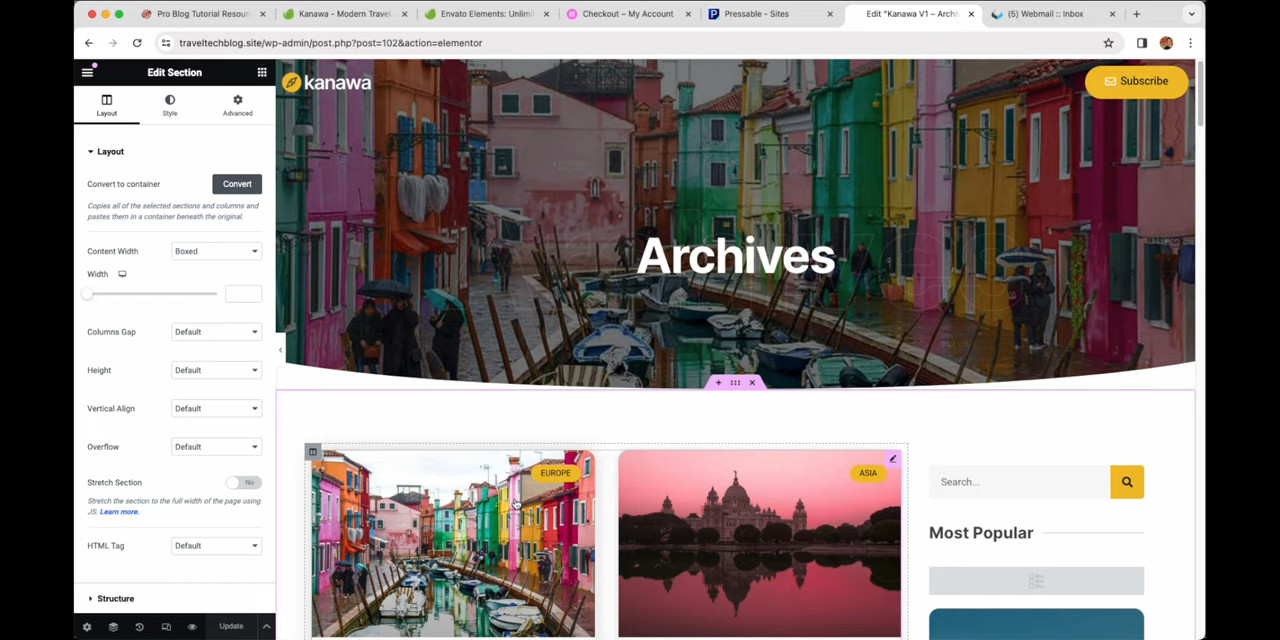 Pro Blog Tutorial Resour
Kanawa - Modern Travel
Envato Elements: Unlimi
Checkout – My Account
Pressable - Sites
Edit "Kanawa V1 – Archi
(5) Webmail :: Inbox
traveltechblog.site/wp-admin/post.php?post=102&action=elementor
Edit Section
Layout
Style
Advanced
Layout
Convert to container
Convert
Copies all of the selected sections and columns and
pastes them in a container beneath the original.
Content Width
Boxed
Width
Columns Gap
Default
Height
Default
Vertical Align
Default
Overflow
Default
Stretch Section
No
Stretch the section to the full width of the page using
JS. Learn more.
HTML Tag
Default
Structure
Update
kanawa
Subscribe
Archives
EUROPE
ASIA
Search...
Most Popular